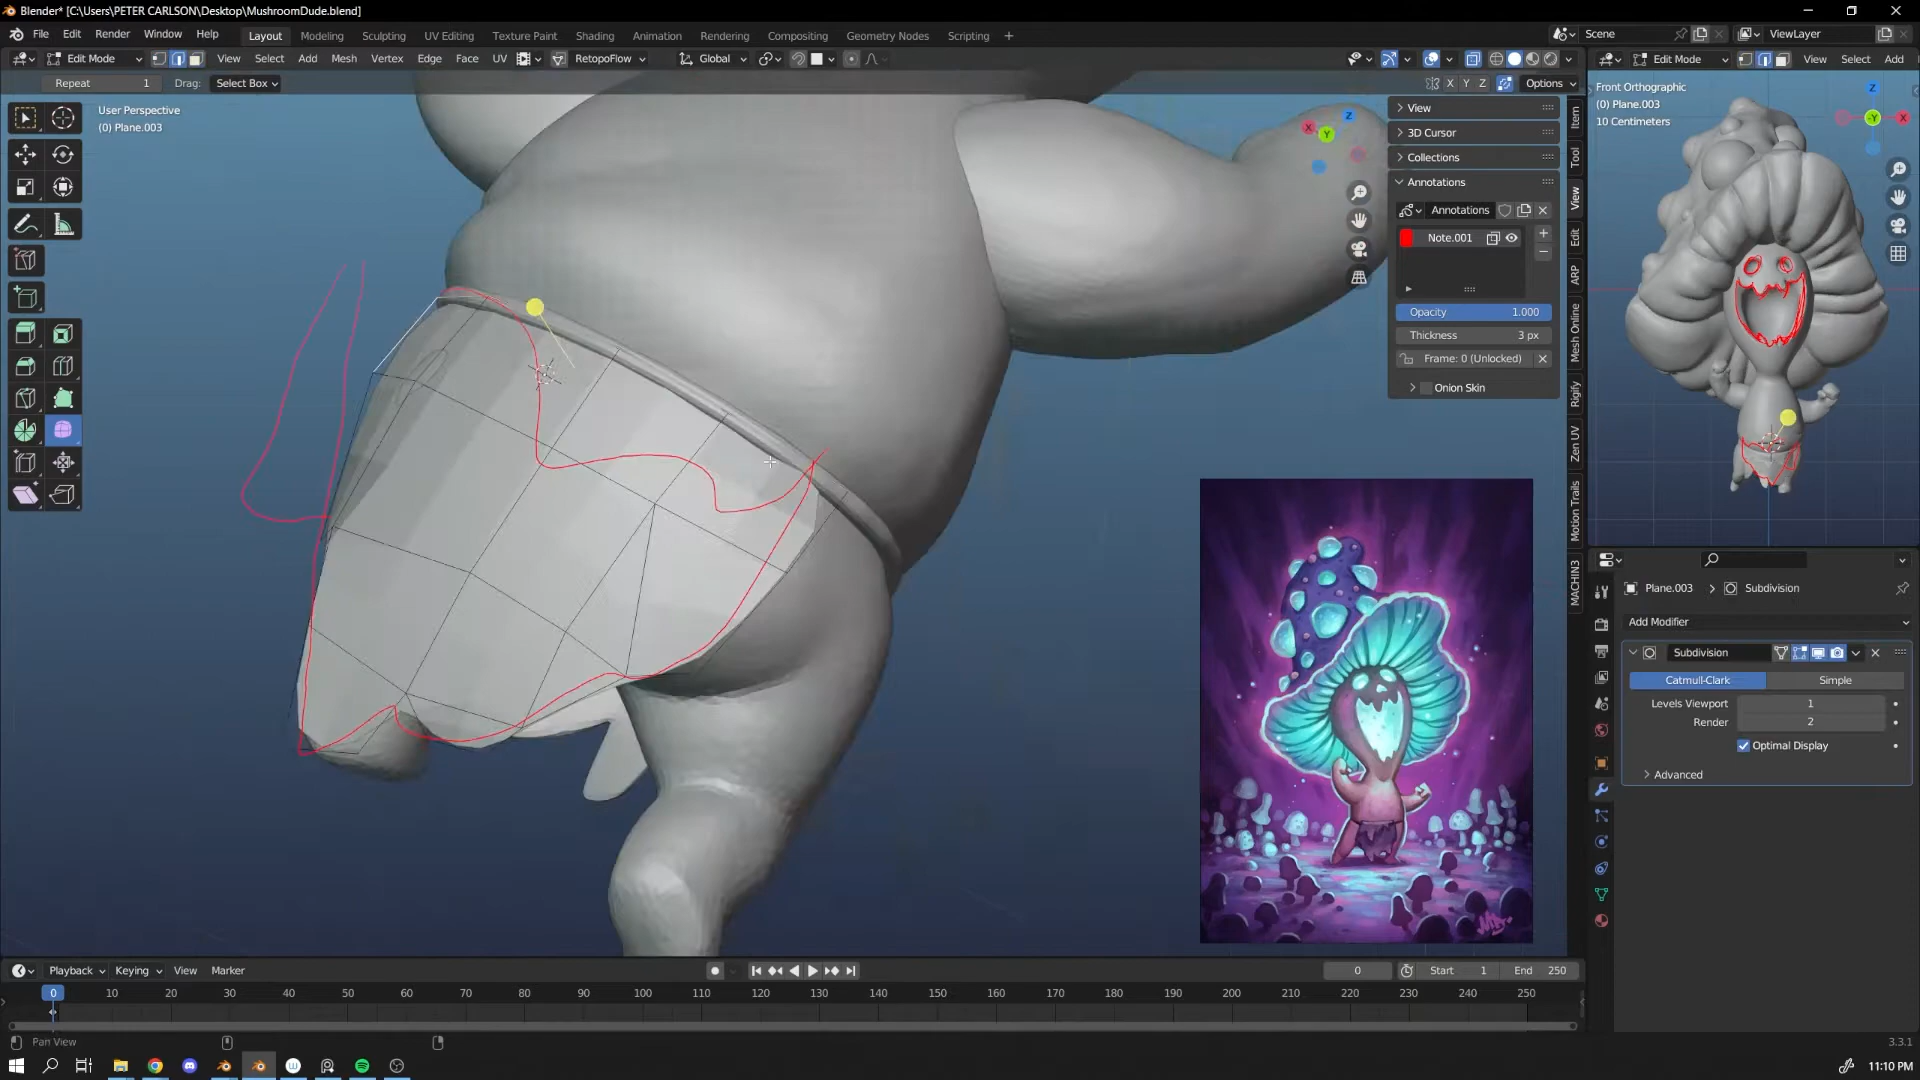 Blender* [C:\Users\PETER CARLSON\Desktop\MushroomDude.blend]
File Edit Render Window Help Layout Modeling Sculpting UV Editing Texture Paint Shading Animation Rendering Compositing Geometry Nodes Scripting + Scene ViewLayer
Edit Mode View Select Add Mesh Vertex Edge Face UV RetopoFlow Global Edit Mode View Select Add
Repeat 1 Drag: Select Box X Y Z Options
User Perspective
(0) Plane.003
View
3D Cursor
Collections
Annotations
Annotations
Note.001
Opacity 1.000
Thickness 3 px
Frame: 0 (Unlocked)
Onion Skin
Item
Tool
View
Edit
ARP
Mesh Online
Rigify
Zen UV
Motion Trails
MACHIN3
X Y Z
Front Orthographic
(0) Plane.003
10 Centimeters
Z
-Y X
Plane.003 > Subdivision
Add Modifier
Subdivision
Catmull-Clark Simple
Levels Viewport 1
Render 2
Optimal Display
Advanced
Playback Keying View Marker 0 Start 1 End 250
0 10 20 30 40 50 60 70 80 90 100 110 120 130 140 150 160 170 180 190 200 210 220 230 240 250
Pan View 3.3.1
11:10 PM